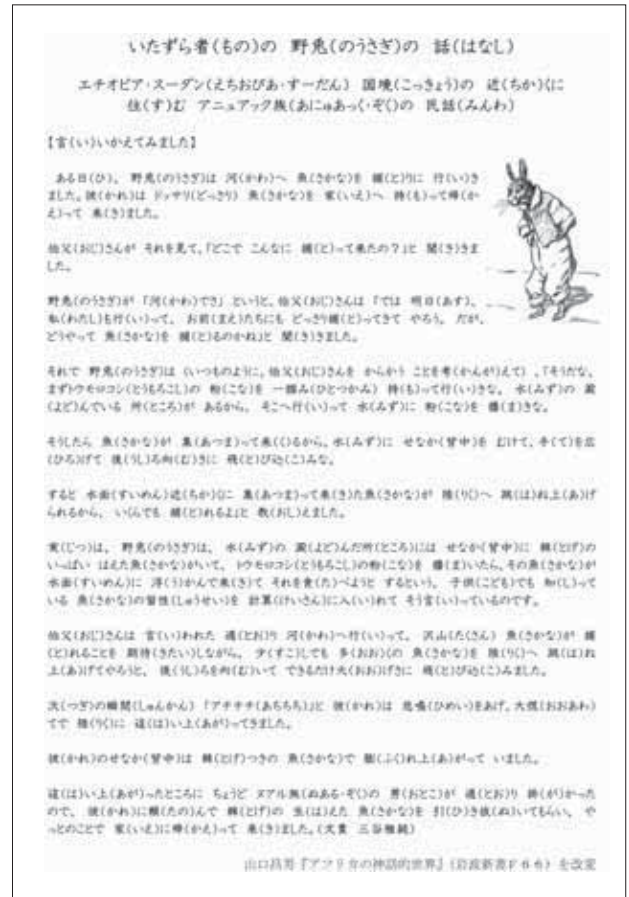 いたずら者(もの)の 野兎(のうさぎ)の 話(はなし)
エチオピア・スーダン(えちおぴあ・すーだん) 国境(こっきょう)の 近(ちか)くに
住(す)む アニュアック族(あにゅあっく・ぞく)の 民話(みんわ)
【言(い)いかえてみました】
ある日(ひ)、 野兎(のうさぎ)は 河(かわ)へ 魚(さかな)を 捕(と)りに 行(い)き
ました。彼(かれ)は ドッサリ(どっさり) 魚(さかな)を 家(いえ)へ 持(も)って帰(か
え)って 来(き)ました。
伯父(おじ)さんが それを見て、「どこで こんなに 捕(と)って来たの？」と 聞(き)きま
した。
野兎(のうさぎ)が 「河(かわ)でさ」 というと、伯父(おじ)さんは 「では 明日(あす)、
私(わたし)も行(い)って、 お前(まえ)たちにも どっさり捕(と)ってきて やろう。 だが、
どうやって 魚(さかな)を 捕(と)るのかね」と 聞(き)きました。
それで 野兎(のうさぎ)は (いつものように、伯父(おじ)さんを からかう ことを考(かんが)えて) 、「そうだな、
まずトウモロコシ(とうもろこし)の 粉(こな)を 一掴み(ひとつかみ) 持(も)って行(い)きな。 水(みず)の 澱
(よど)んでいる 所(ところ)が あるから、 そこへ行(い)って 水(みず)に 粉(こな)を 播(ま)きな。
そうしたら 魚(さかな)が 集(あつま)って来(く)るから、水(みず)に せなか(背中)を むけて、手(て)を広
(ひろ)げて 後(うし)ろ向(む)きに 飛(と)び込(こ)みな。
すると 水面(すいめん)近(ちか)くに 集(あつま)って来(き)た魚(さかな)が 陸(りく)へ 跳(は)ね上(あ)げ
られるから、 いくらでも 捕(と)れるよ」と 教(おし)えました。
実(じつ)は、 野兎(のうさぎ)は、 水(みず)の 澱(よど)んだ所(ところ)には せなか(背中)に 棘(とげ)の
いっぱい はえた魚(さかな)がいて、 トウモロコシ(とうもろこし)の粉(こな)を 播(ま)いたら、その魚(さかな)が
水面(すいめん)に 浮(う)かんで来(き)て それを食(た)べようと するという、 子供(こども)でも 知(し)って
いる 魚(さかな)の習性(しゅうせい)を 計算(けいさん)に入(い)れて そう言(い)っているのです。
伯父(おじ)さんは 言(い)われた 通(とお)り 河(かわ)へ行(い)って、 沢山(たくさん) 魚(さかな)が 捕
(と)れることを 期待(きたい)しながら、 少(すこ)しでも 多(おお)くの 魚(さかな)を 陸(りく)へ 跳(は)ね
上(あ)げてやろうと、 後(うし)ろを向(む)いて できるだけ大(おお)げさに 飛(と)び込(こ)みました。
次(つぎ)の瞬間(しゅんかん) 「アチチチ(あちちち)」と 彼(かれ)は 悲鳴(ひめい)をあげ、大慌(おおあわ)
てで 陸(りく)に 這(は)い上(あが)ってきました。
彼(かれ)のせなか(背中)は 棘(とげ)つきの 魚(さかな)で 膨(ふく)れ上(あ)がって いました。
這(は)い上(あ)がったところに ちょうど ヌアル族(ぬある・ぞく)の 男(おとこ)が 通(とお)り 掛(が)かった
ので、 彼(かれ)に頼(たの)んで 棘(とげ)の 生(は)えた 魚(さかな)を 引(ひ)き抜(ぬ)いてもらい、 や
っとのことで 家(いえ)に帰(かえ)って 来(き)ました。(文責 三谷雅純)
山口昌男『アフリカの神話的世界』(岩波新書F66) を改変